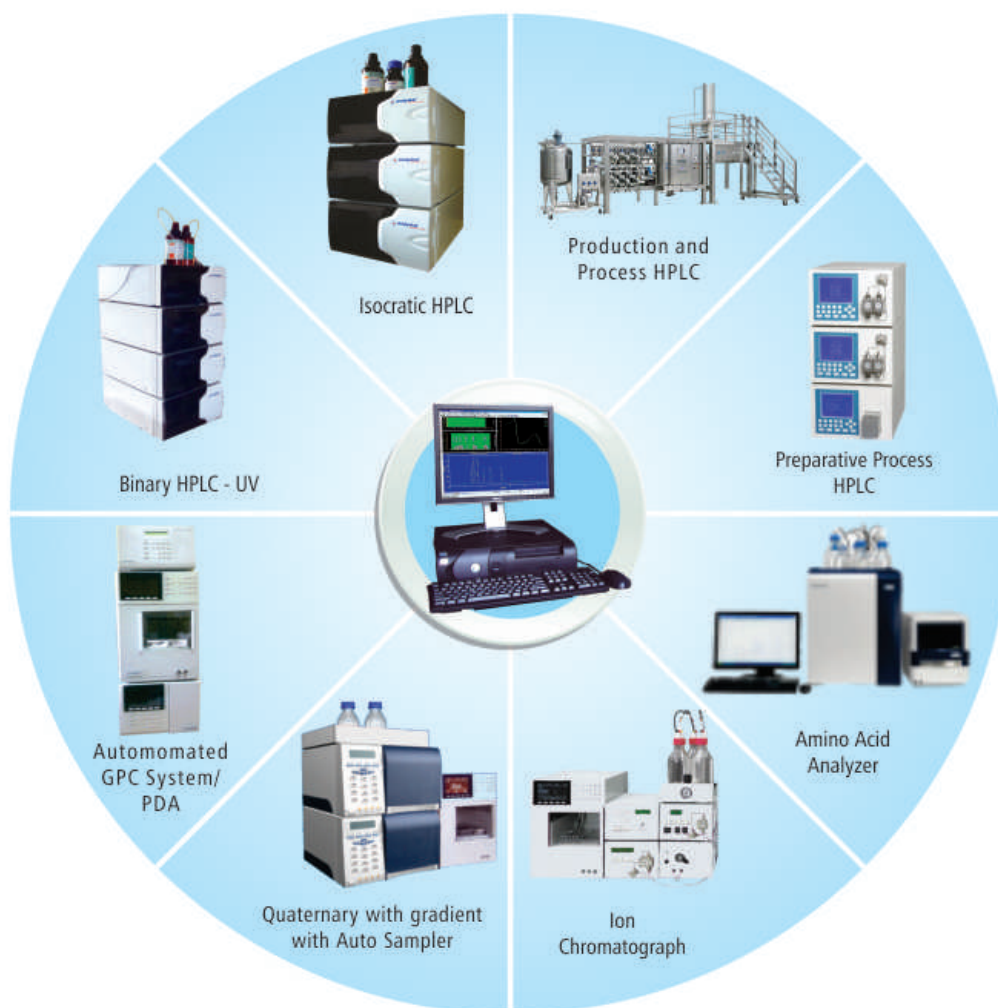 Isocratic HPLC
Production and
Process HPLC
Binary HPLC - UV
Preparative Process
HPLC
Automomated
GPC System/
PDA
Amino Acid
Analyzer
Quaternary with gradient
with Auto Sampler
Ion
Chromatograph